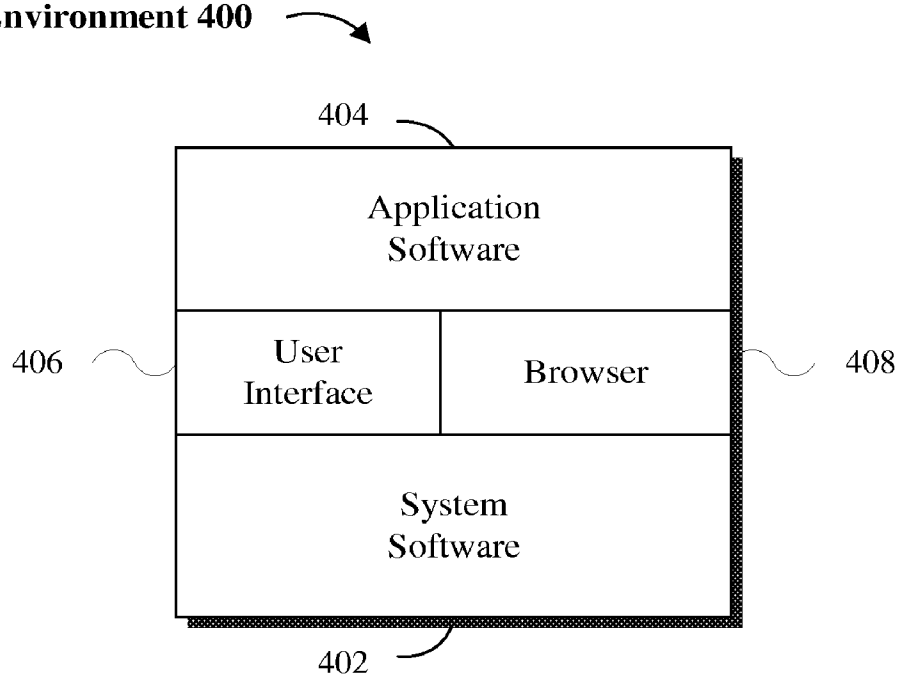 nvironment 400
404
Application
Software
406
User
Interface
Browser
408
System
Software
402